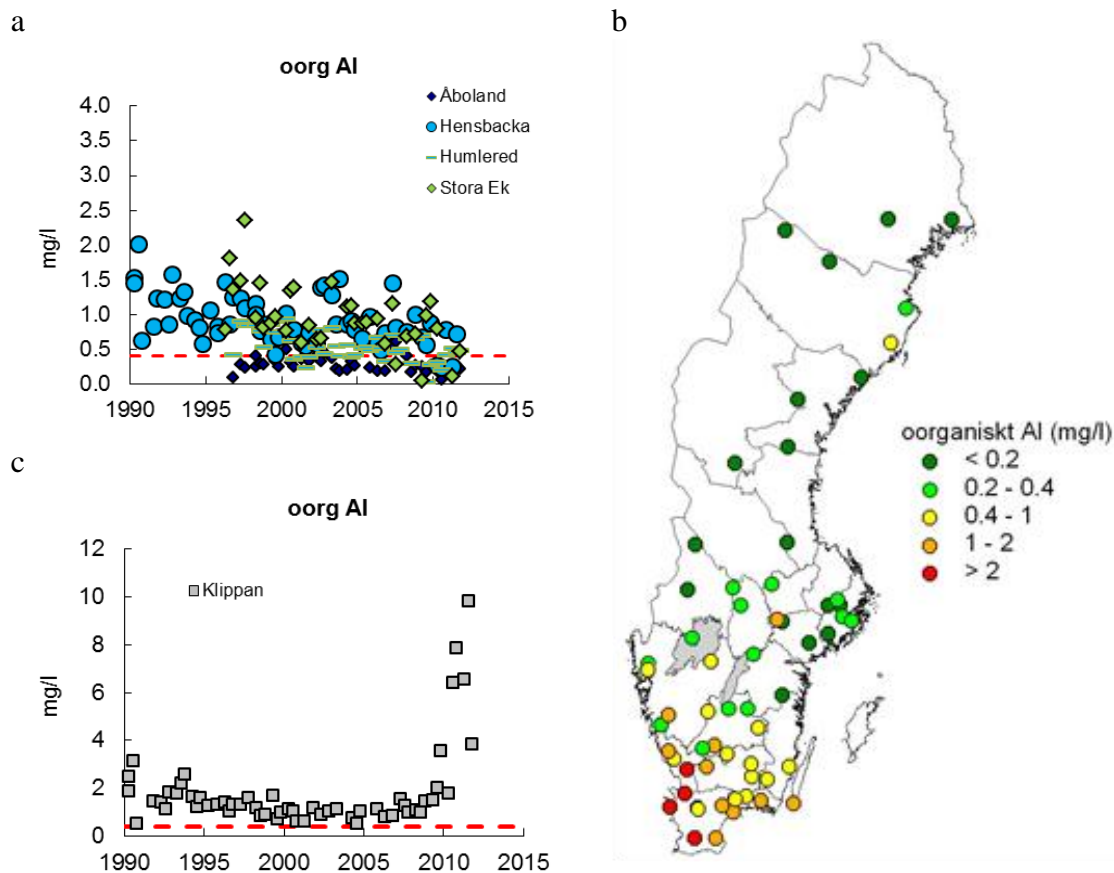 a
oorg Al
Åboland
Hensbacka
Humlered
Stora Ek
4.0
3.5
3.0
2.5
2.0
1.5
1.0
0.5
0.0
mg/l
1990 1995 2000 2005 2010 2015
b
oorganiskt Al (mg/l)
< 0.2
0.2 - 0.4
0.4 - 1
1 - 2
> 2
c
oorg Al
Klippan
12
10
8
6
4
2
0
mg/l
1990 1995 2000 2005 2010 2015